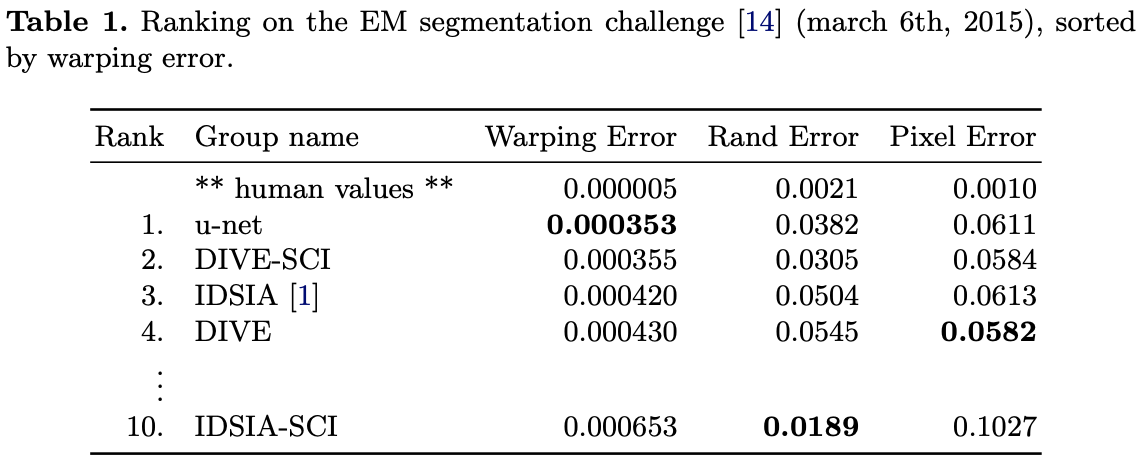 Table 1. Ranking on the EM segmentation challenge [14] (march 6th, 2015), sorted
by warping error.
Rank Group name Warping Error Rand Error Pixel Error
** human values ** 0.000005 0.0021 0.0010
1. u-net 0.000353 0.0382 0.0611
2. DIVE-SCI 0.000355 0.0305 0.0584
3. IDSIA [1] 0.000420 0.0504 0.0613
4. DIVE 0.000430 0.0545 0.0582
⋮
10. IDSIA-SCI 0.000653 0.0189 0.1027